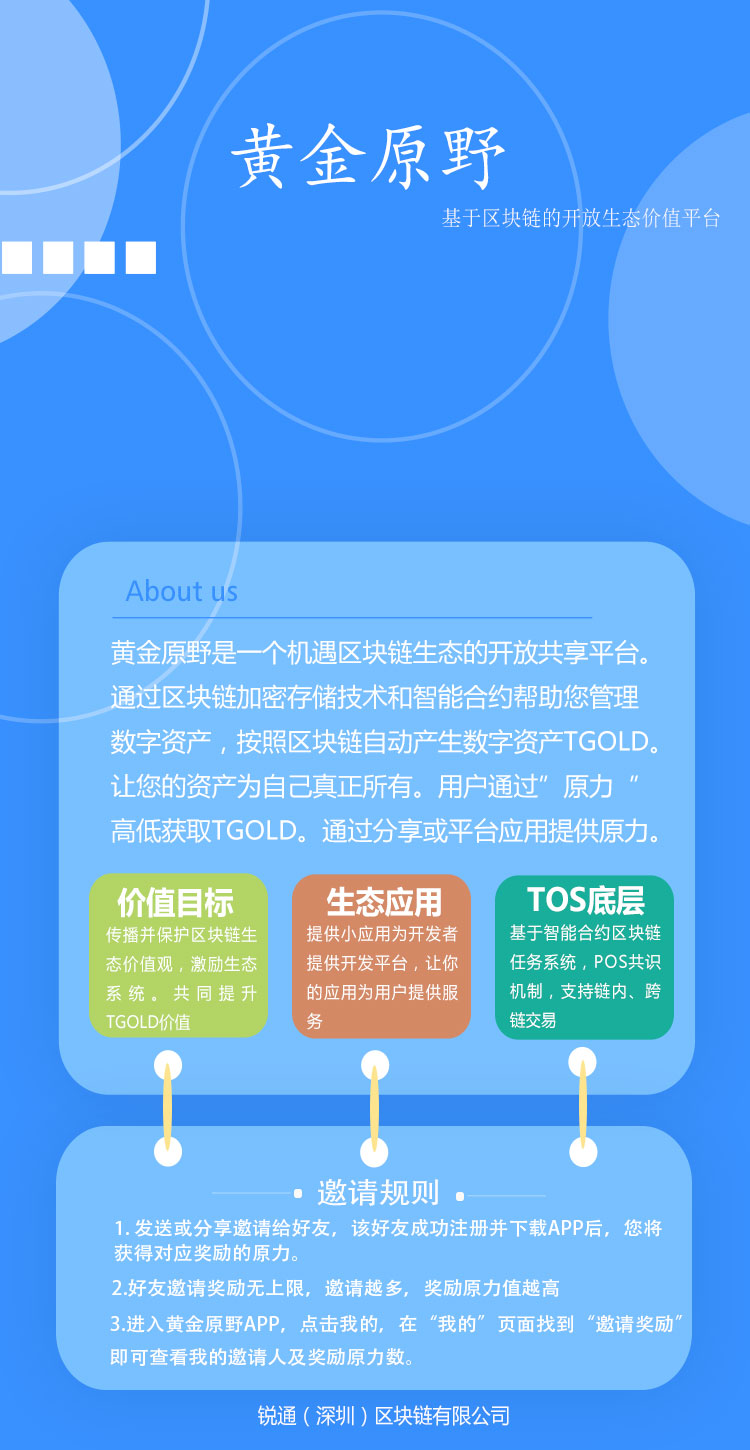 黄金原野
基于区块链的开放生态价值平台
About us
黄金原野是一个机遇区块链生态的开放共享平台。
通过区块链加密存储技术和智能合约帮助您管理
数字资产，按照区块链自动产生数字资产TGOLD。
让您的资产为自己真正所有。用户通过”原力“
高低获取TGOLD。通过分享或平台应用提供原力。
价值目标
传播并保护区块链生
态价值观，激励生态
系统。共同提升
TGOLD价值
生态应用
提供小应用为开发者
提供开发平台，让你
的应用为用户提供服
务
TOS底层
基于智能合约区块链
任务系统，POS共识
机制，支持链内、跨
链交易
邀请规则
1. 发送或分享邀请给好友，该好友成功注册并下载APP后，您将
获得对应奖励的原力。
2.好友邀请奖励无上限，邀请越多，奖励原力值越高
3.进入黄金原野APP，点击我的，在“我的”页面找到“邀请奖励”
即可查看我的邀请人及奖励原力数。
锐通（深圳）区块链有限公司